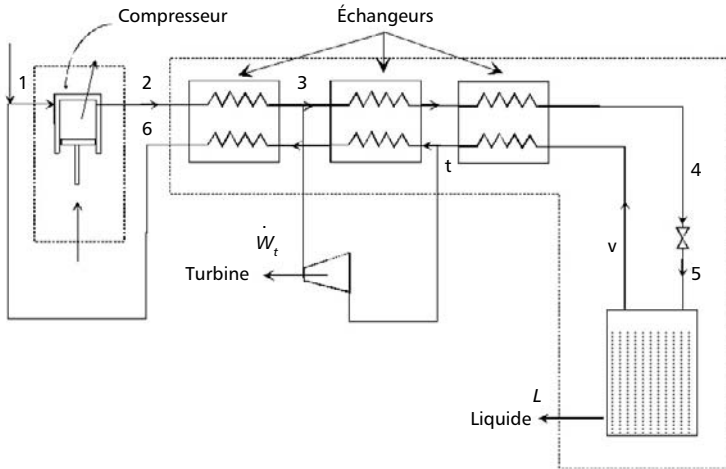 Compresseur
Échangeurs
1
2
3
6
t
4
Ẇt
v
5
Turbine
L
Liquide